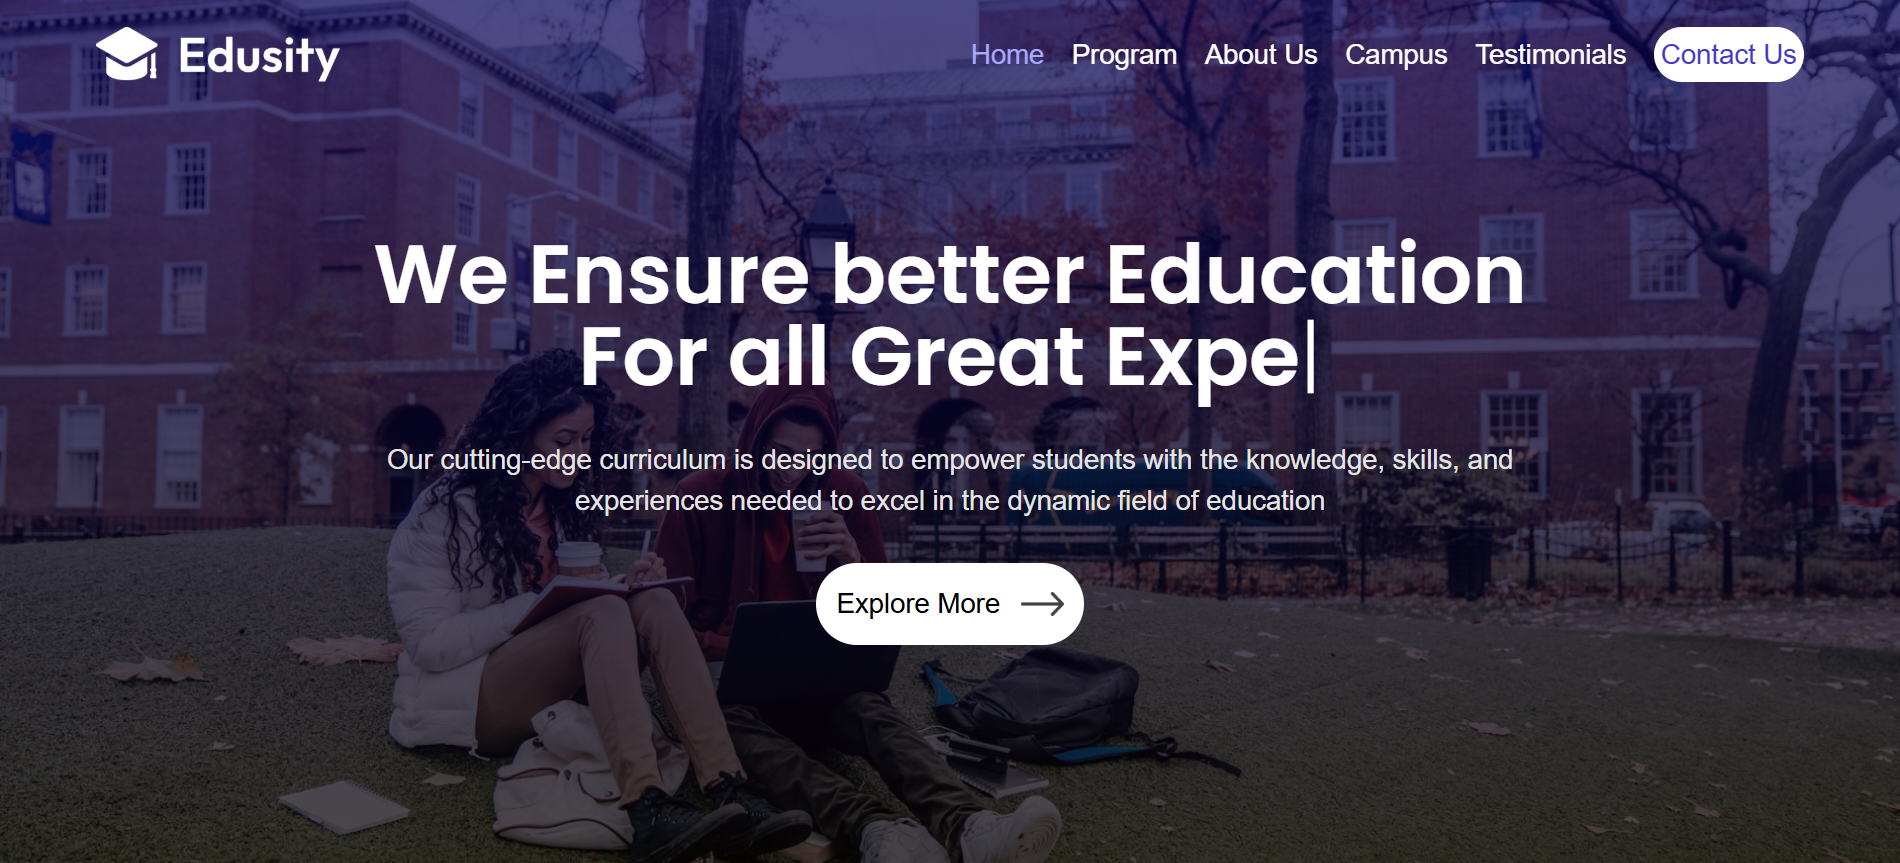 Edusity
Home Program About Us Campus Testimonials Contact Us
We Ensure better Education
For all Great Expe
Our cutting-edge curriculum is designed to empower students with the knowledge, skills, and
experiences needed to excel in the dynamic field of education
Explore More